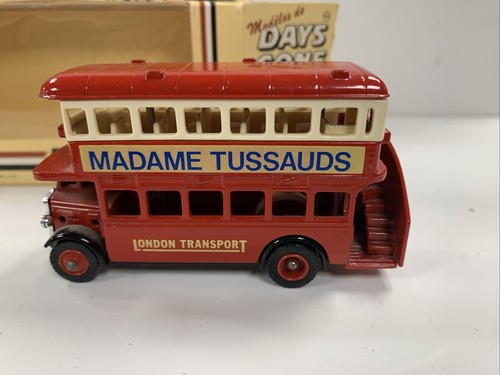 Modèles de
DAYS
GONE
MADAME TUSSAUDS
LONDON TRANSPORT